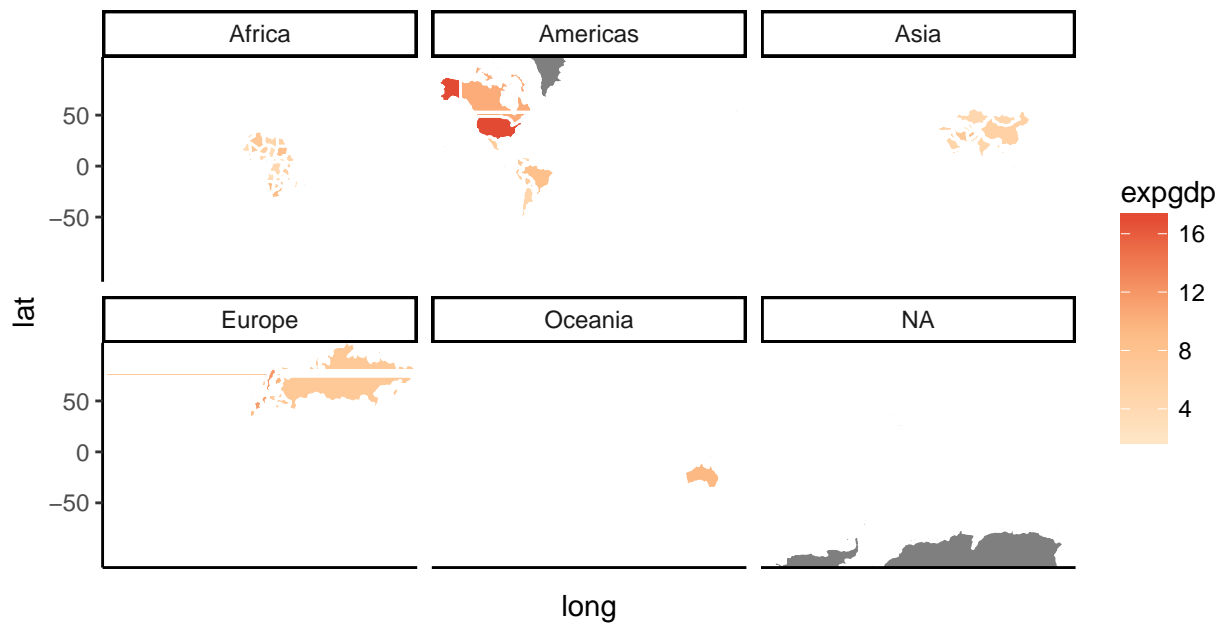 Africa Americas Asia
50
0
−50
Europe Oceania NA
50
0
−50
lat
long
expgdp
16
12
8
4